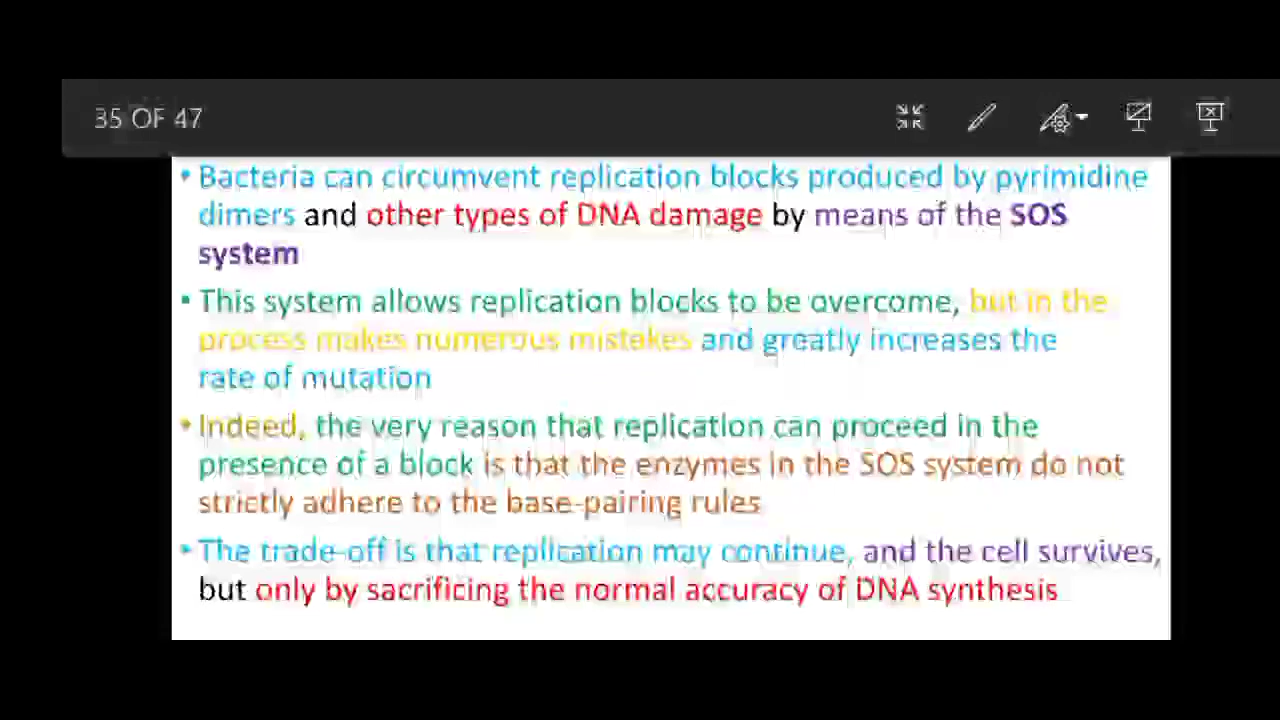 35 OF 47
• Bacteria can circumvent replication blocks produced by pyrimidine
dimers and other types of DNA damage by means of the SOS
system
• This system allows replication blocks to be overcome, but in the
process makes numerous mistakes and greatly increases the
rate of mutation
• Indeed, the very reason that replication can proceed in the
presence of a block is that the enzymes in the SOS system do not
strictly adhere to the base-pairing rules
• The trade-off is that replication may continue, and the cell survives,
but only by sacrificing the normal accuracy of DNA synthesis